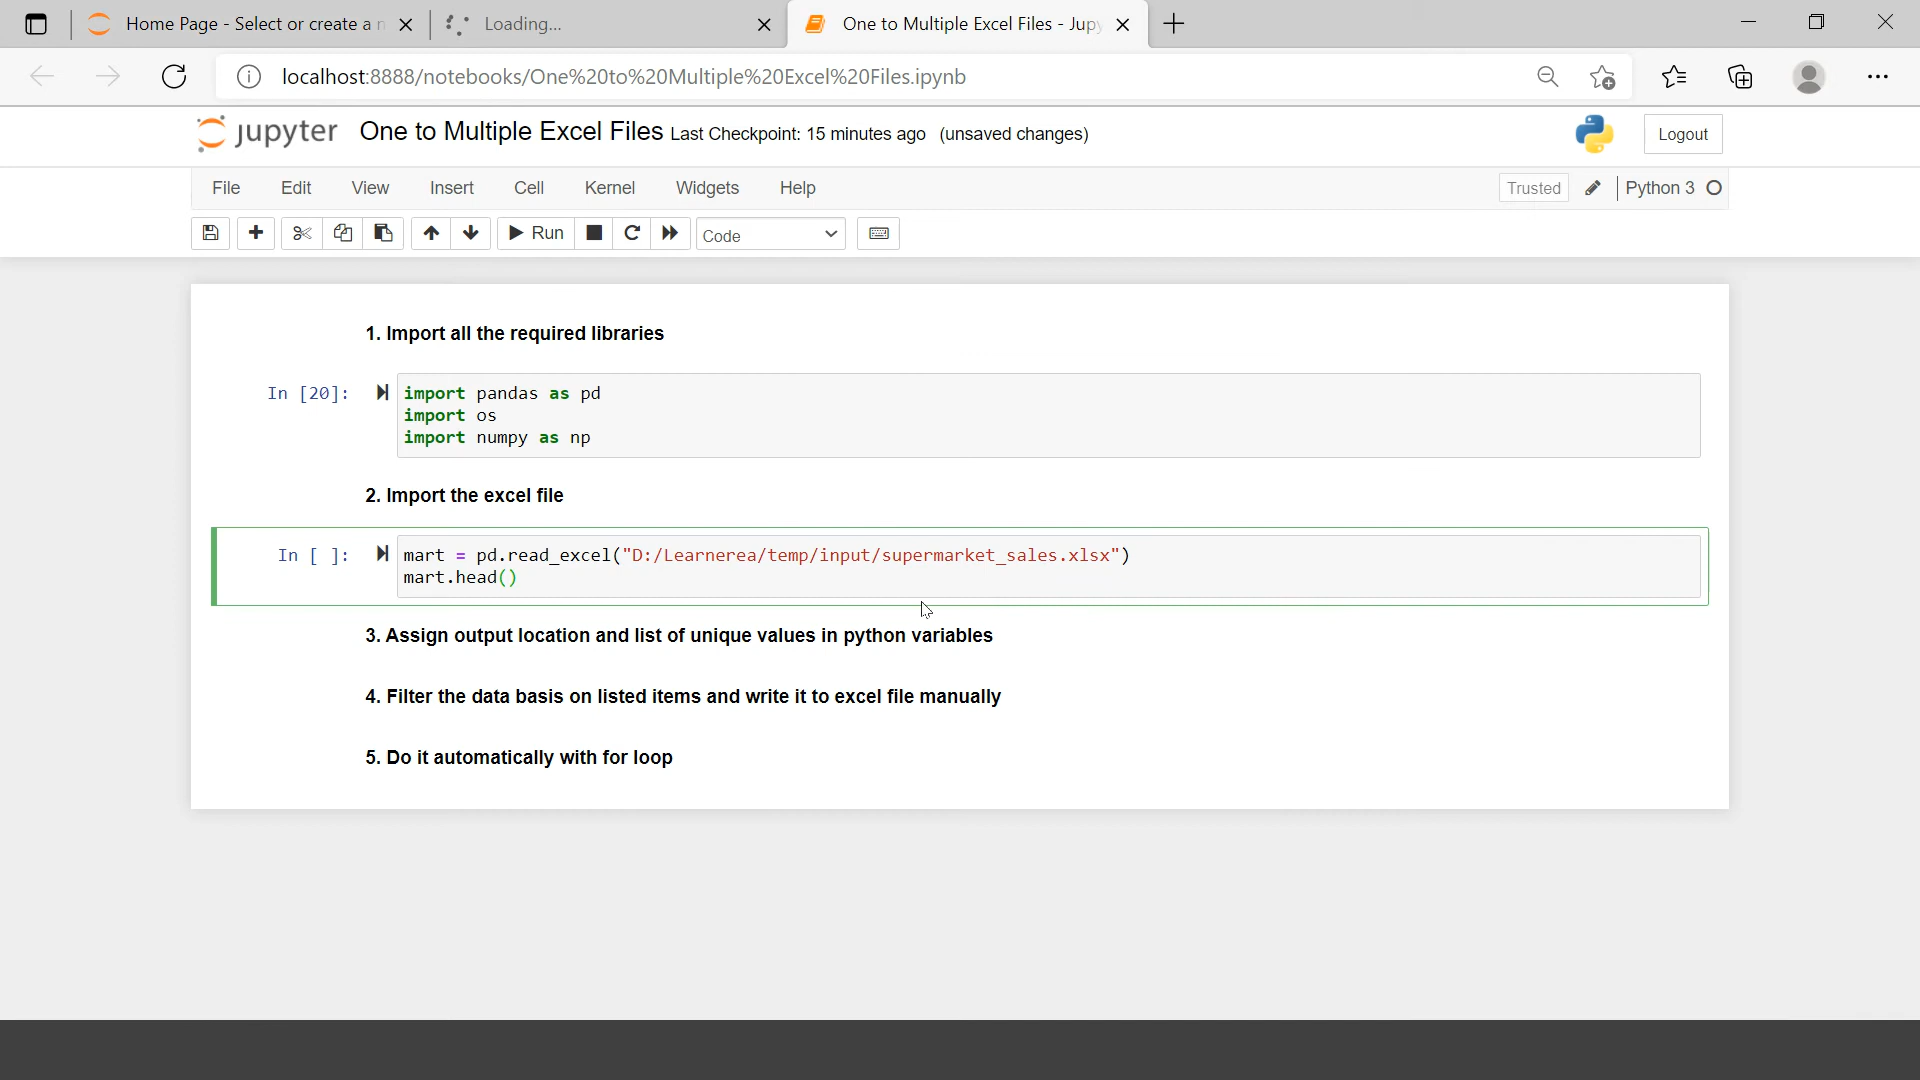 Home Page - Select or create a n
Loading...
One to Multiple Excel Files - Jupy
localhost:8888/notebooks/One%20to%20Multiple%20Excel%20Files.ipynb
jupyter One to Multiple Excel Files Last Checkpoint: 15 minutes ago (unsaved changes)
Logout
File Edit View Insert Cell Kernel Widgets Help
Trusted Python 3
Run Code
1. Import all the required libraries
In [20]: import pandas as pd
import os
import numpy as np
2. Import the excel file
In [ ]: mart = pd.read_excel("D:/Learnerea/temp/input/supermarket_sales.xlsx")
mart.head()
3. Assign output location and list of unique values in python variables
4. Filter the data basis on listed items and write it to excel file manually
5. Do it automatically with for loop